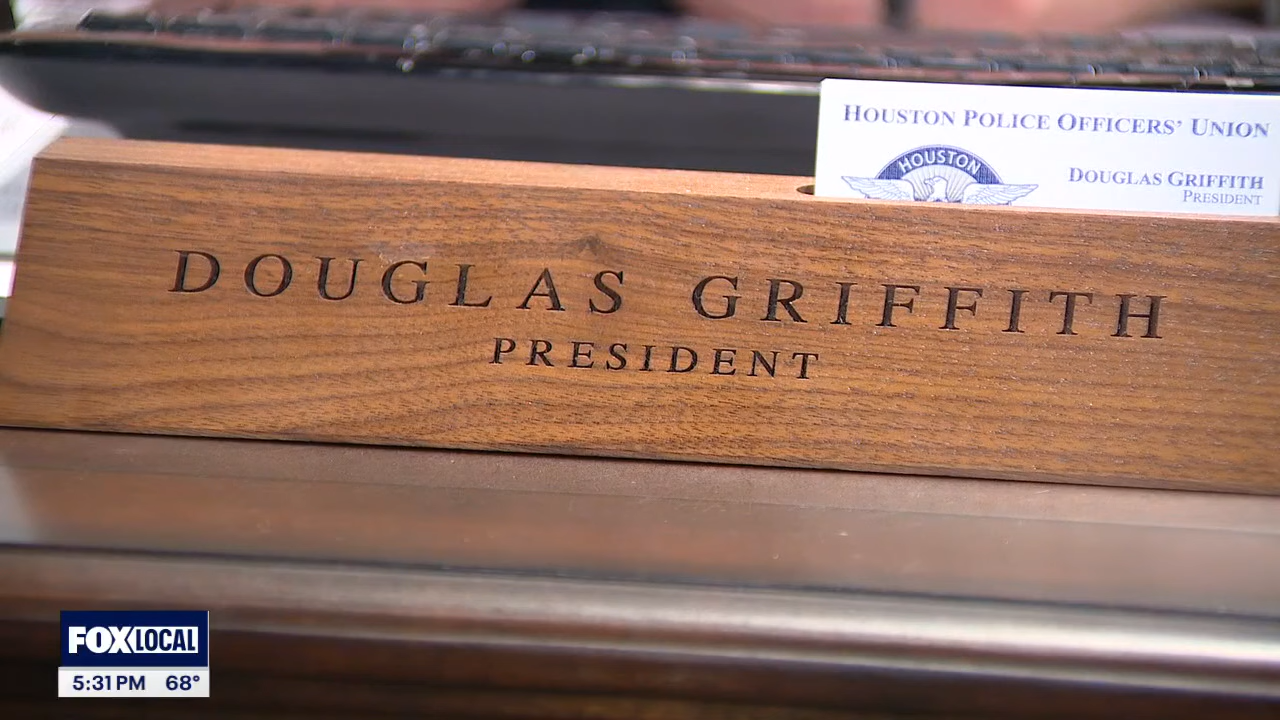 HOUSTON POLICE OFFICERS' UNION
HOUSTON
DOUGLAS GRIFFITH
PRESIDENT
DOUGLAS GRIFFITH
PRESIDENT
FOX LOCAL
5:31 PM 68°